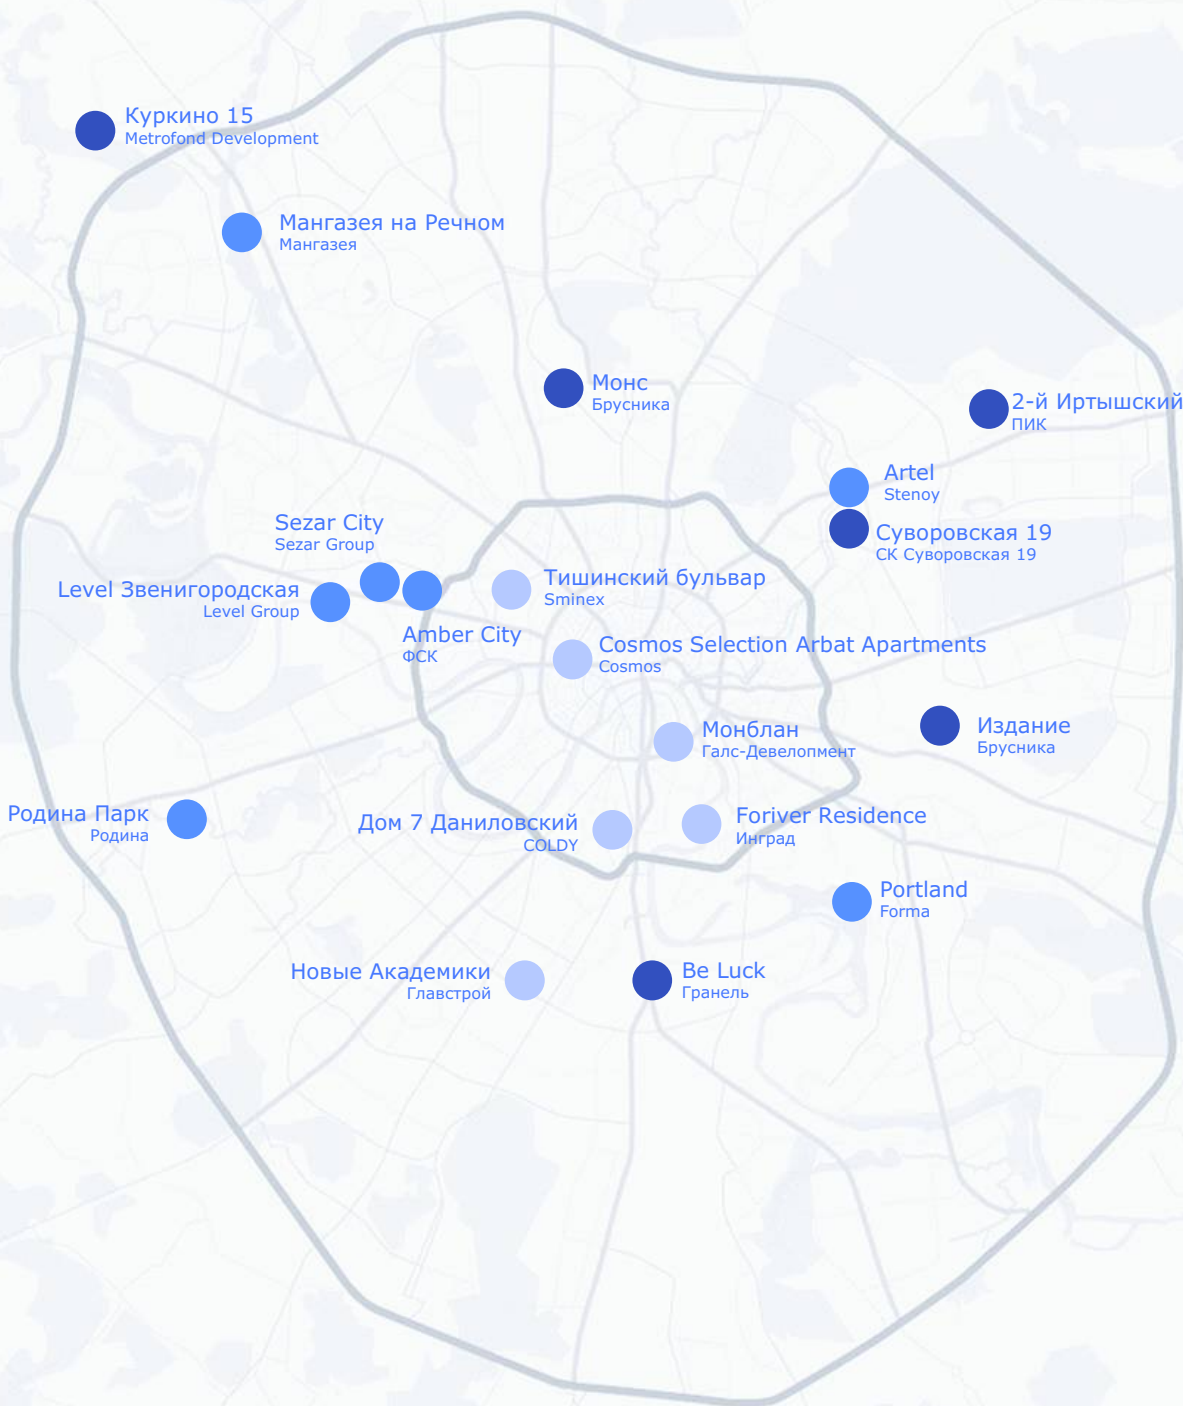 Куркино 15
Metrofond Development
Мангазея на Речном
Мангазея
Монс
Брусника
2-й Иртышский
ПИК
Artel
Stenoy
Суворовская 19
СК Суворовская 19
Sezar City
Sezar Group
Level Звенигородская
Level Group
Тишинский бульвар
Sminex
Amber City
ФСК
Cosmos Selection Arbat Apartments
Cosmos
Монблан
Галс-Девелопмент
Издание
Брусника
Родина Парк
Родина
Дом 7 Даниловский
COLDY
Foriver Residence
Инград
Portland
Forma
Новые Академики
Главстрой
Be Luck
Гранель